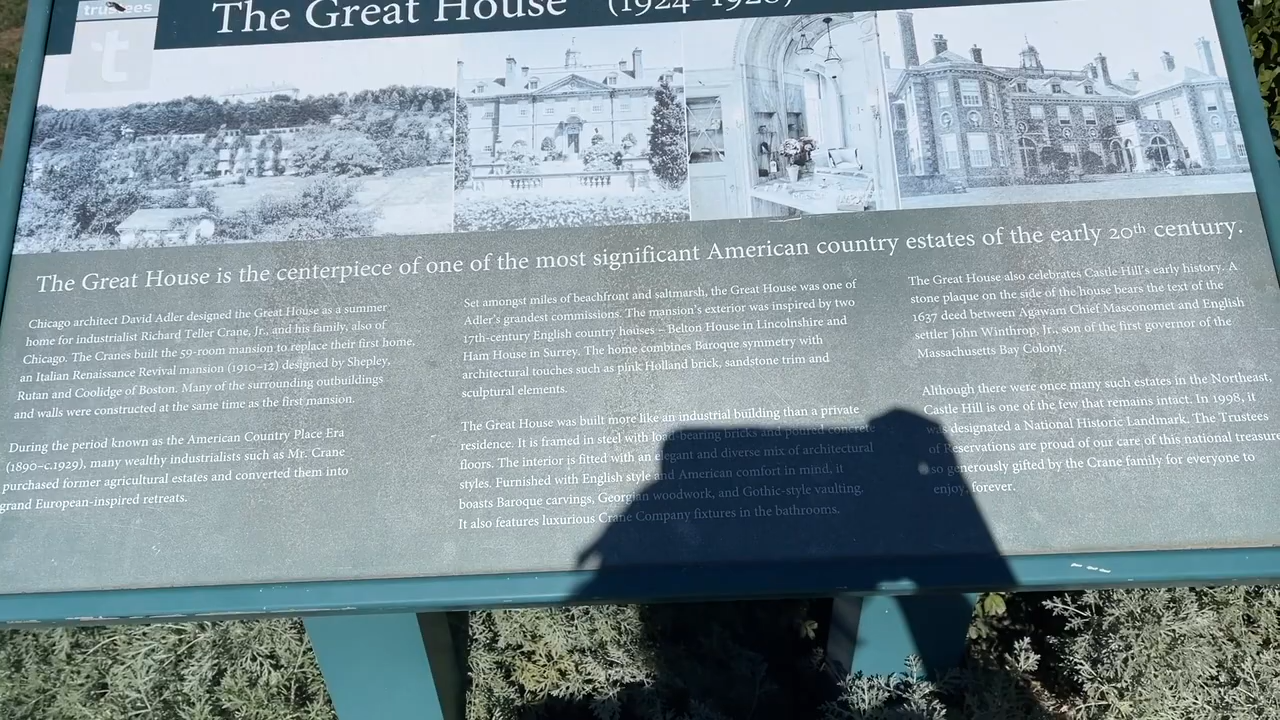 trustees
t
The Great House (1924-1928)
The Great House is the centerpiece of one of the most significant American country estates of the early 20th century.
Chicago architect David Adler designed the Great House as a summer
home for industrialist Richard Teller Crane, Jr., and his family, also of
Chicago. The Cranes built the 59-room mansion to replace their first home,
an Italian Renaissance Revival mansion (1910–12) designed by Shepley,
Rutan and Coolidge of Boston. Many of the surrounding outbuildings
and walls were constructed at the same time as the first mansion.
During the period known as the American Country Place Era
(1890–c.1929), many wealthy industrialists such as Mr. Crane
purchased former agricultural estates and converted them into
grand European-inspired retreats.
Set amongst miles of beachfront and saltmarsh, the Great House was one of
Adler's grandest commissions. The mansion's exterior was inspired by two
17th-century English country houses – Belton House in Lincolnshire and
Ham House in Surrey. The home combines Baroque symmetry with
architectural touches such as pink Holland brick, sandstone trim and
sculptural elements.
The Great House was built more like an industrial building than a private
residence. It is framed in steel with load-bearing bricks and poured concrete
floors. The interior is fitted with an elegant and diverse mix of architectural
styles. Furnished with English style and American comfort in mind, it
boasts Baroque carvings, Georgian woodwork, and Gothic-style vaulting.
It also features luxurious Crane Company fixtures in the bathrooms.
The Great House also celebrates Castle Hill's early history. A
stone plaque on the side of the house bears the text of the
1637 deed between Agawam Chief Masconomet and English
settler John Winthrop, Jr., son of the first governor of the
Massachusetts Bay Colony.
Although there were once many such estates in the Northeast,
Castle Hill is one of the few that remains intact. In 1998, it
was designated a National Historic Landmark. The Trustees
of Reservations are proud of our care of this national treasure
so generously gifted by the Crane family for everyone to
enjoy, forever.